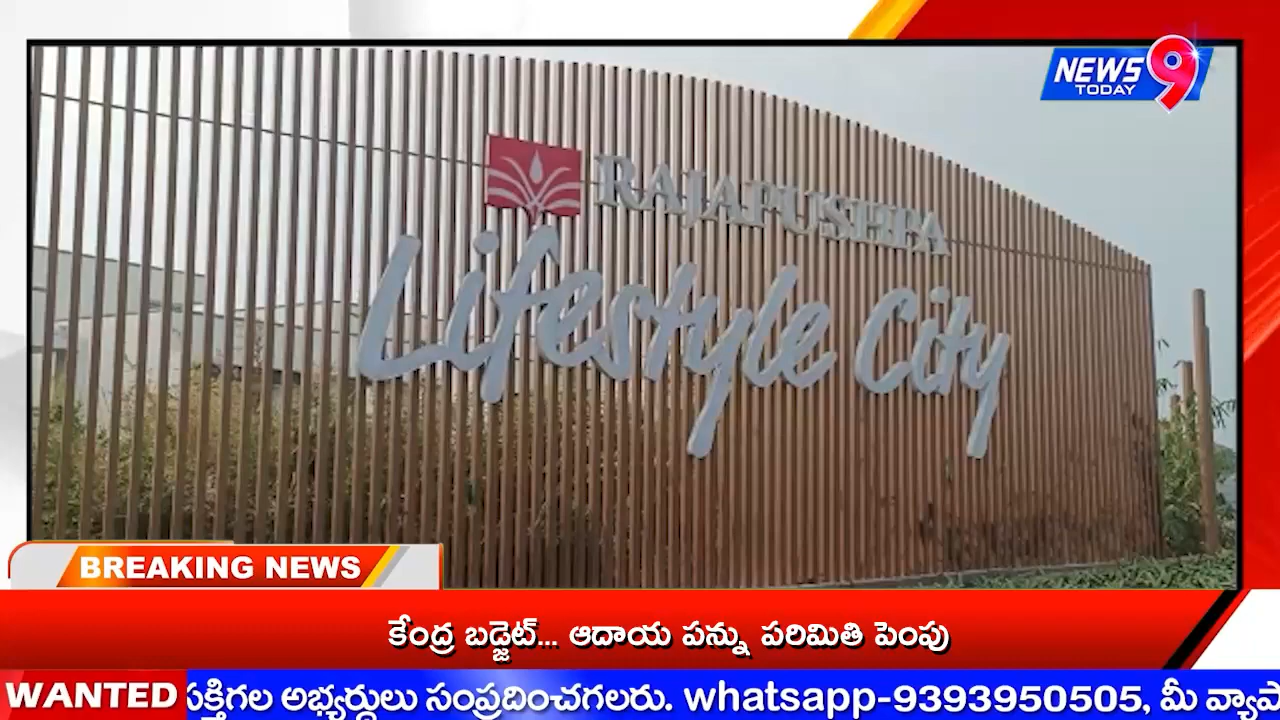 NEWS 9
TODAY
RAJAPUSHPA
Lifestyle City
BREAKING NEWS
కేంద్ర బడ్జెట్... ఆదాయ పన్ను పరిమితి పెంపు
WANTED
సక్తిగల అభ్యర్దులు సంప్రదించగలరు. whatsapp-9393950505, మీ వ్యాపా